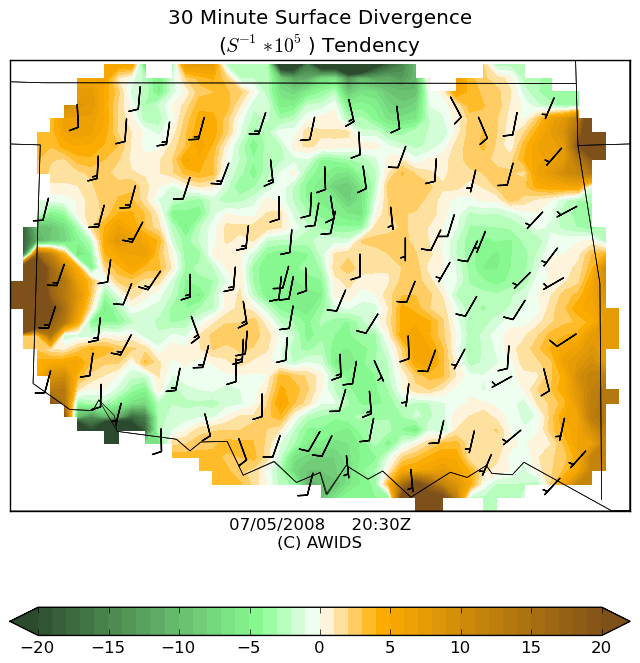 30 Minute Surface Divergence
(S⁻¹ ∗ 10⁵ ) Tendency
07/05/2008 20:30Z
(C) AWIDS
−20 −15 −10 −5 0 5 10 15 20